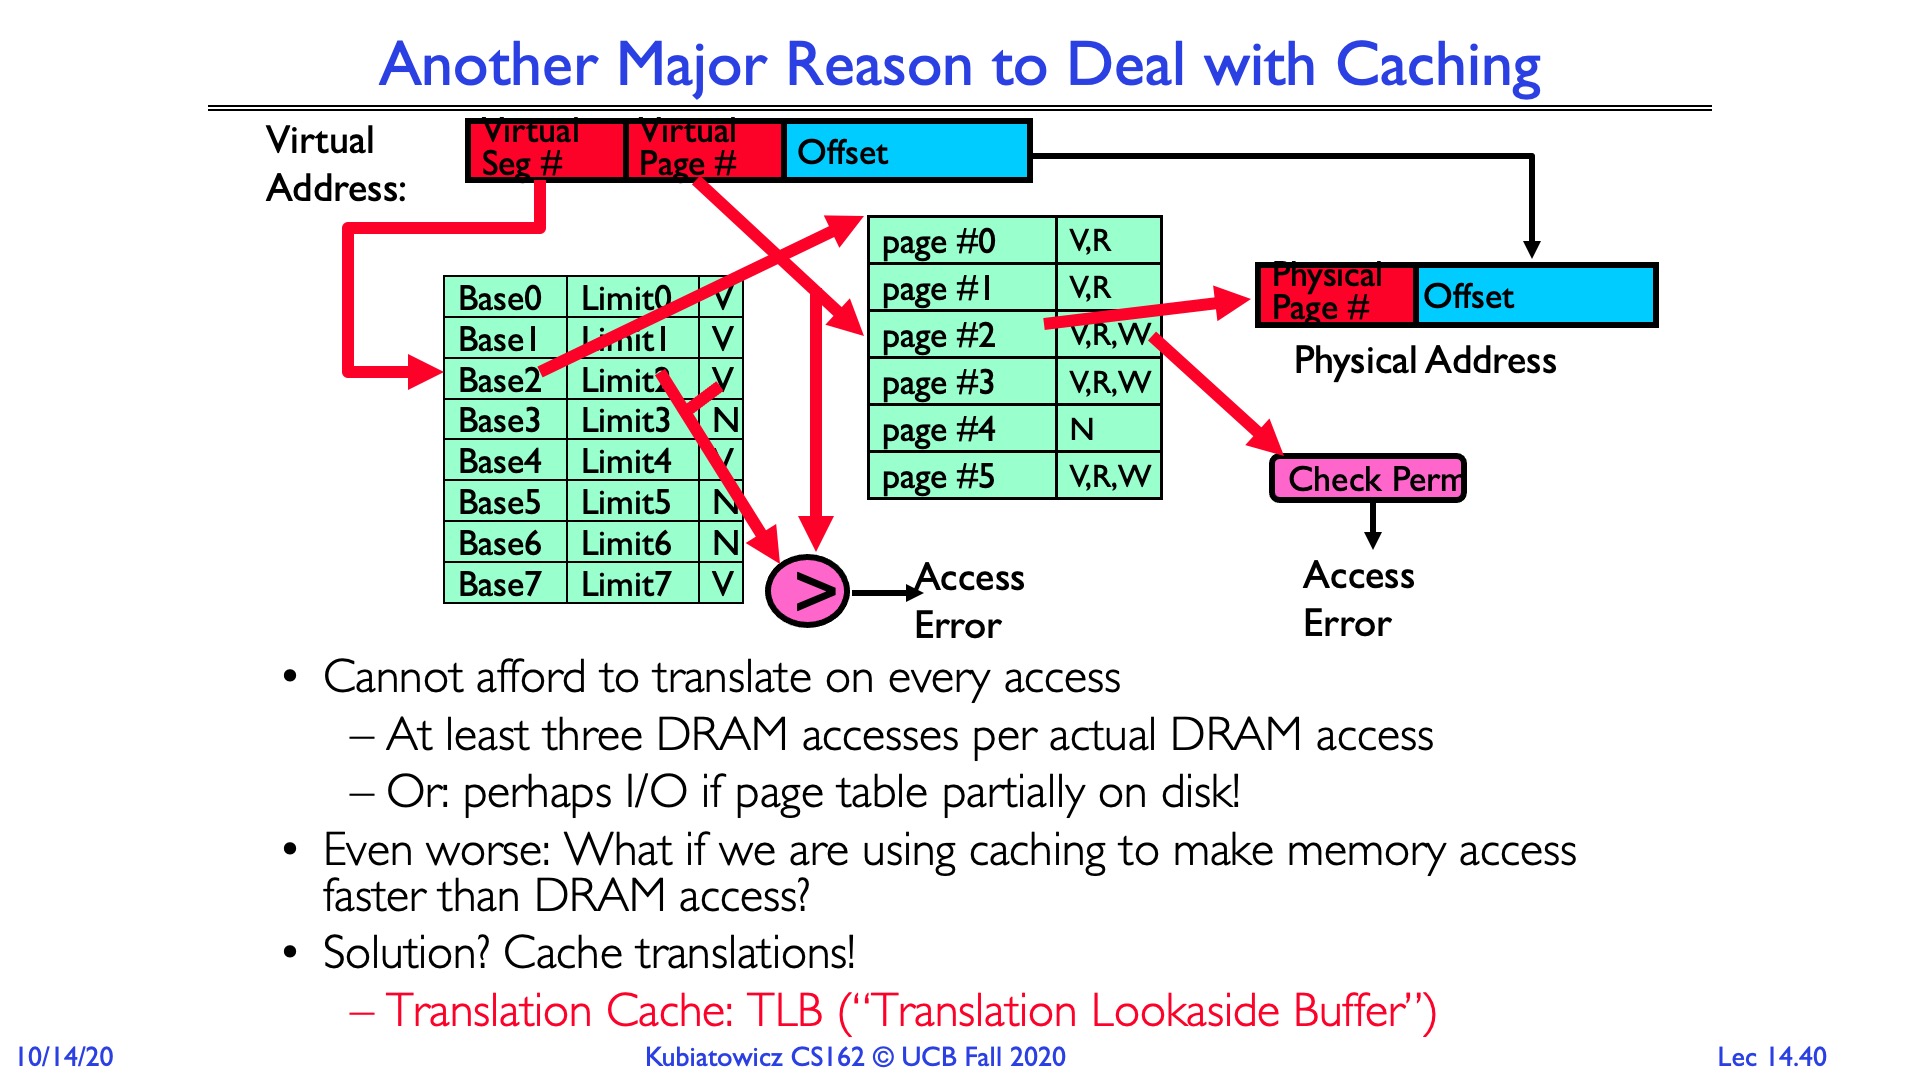 Another Major Reason to Deal with Caching
Virtual
Address:
Virtual
Seg #
Virtual
Page #
Offset
Base0 Limit0 V
Base1 Limit1 V
Base2 Limit2 V
Base3 Limit3 N
Base4 Limit4 V
Base5 Limit5 N
Base6 Limit6 N
Base7 Limit7 V
page #0 V,R
page #1 V,R
page #2 V,R,W
page #3 V,R,W
page #4 N
page #5 V,R,W
Physical
Page #
Offset
Physical Address
Check Perm
>
Access
Error
Access
Error
• Cannot afford to translate on every access
– At least three DRAM accesses per actual DRAM access
– Or: perhaps I/O if page table partially on disk!
• Even worse: What if we are using caching to make memory access
faster than DRAM access?
• Solution? Cache translations!
– Translation Cache: TLB (“Translation Lookaside Buffer”)
10/14/20
Kubiatowicz CS162 © UCB Fall 2020
Lec 14.40